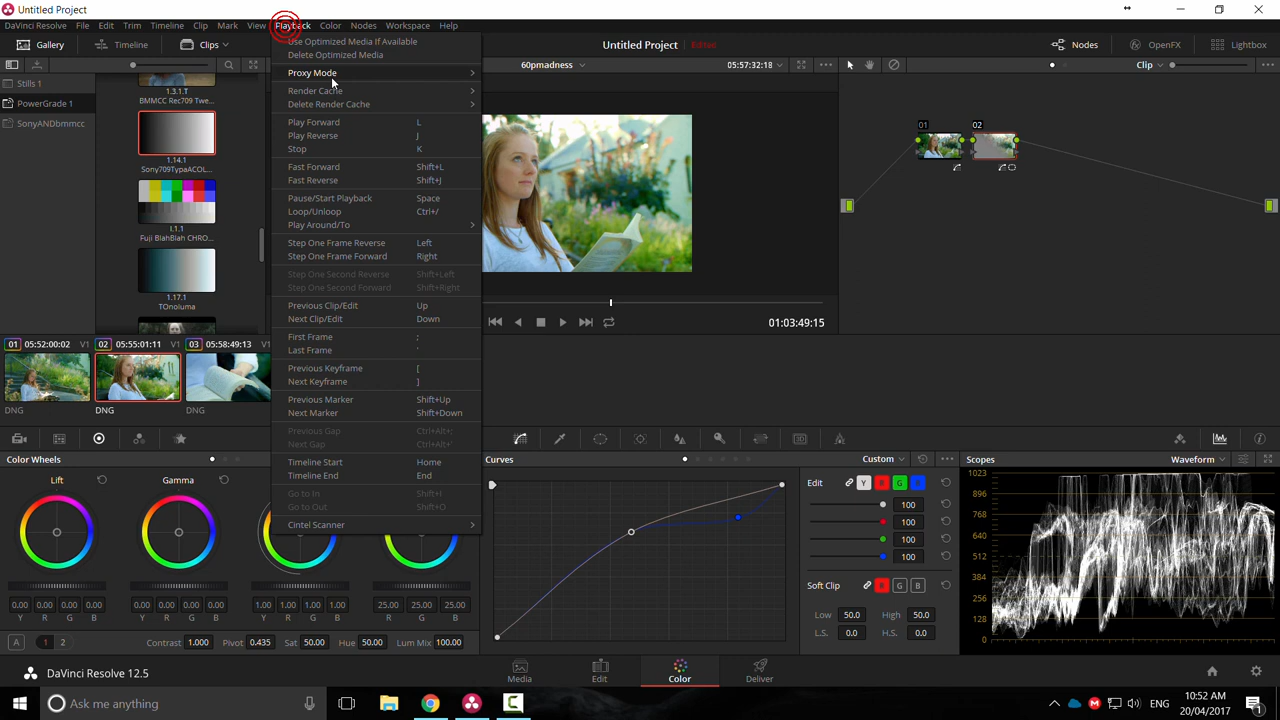 Untitled Project
DaVinci Resolve File Edit Trim Timeline Clip Mark View Playback Color Nodes Workspace Help
Gallery Timeline Clips Untitled Project Edited Nodes OpenFX Lightbox
60pmadness 05:57:32:18 Clip
Stills 1
PowerGrade 1
SonyANDbmmcc
1.3.1.T
BMMCC Rec709 Twe...
1.14.1
Sony709TypaACOL...
I.1.1
Fuji BlahBlah CHRO...
1.17.1
TOnoluma
Use Optimized Media If Available
Delete Optimized Media
Proxy Mode
Render Cache
Delete Render Cache
Play Forward L
Play Reverse J
Stop K
Fast Forward Shift+L
Fast Reverse Shift+J
Pause/Start Playback Space
Loop/Unloop Ctrl+/
Play Around/To
Step One Frame Reverse Left
Step One Frame Forward Right
Step One Second Reverse Shift+Left
Step One Second Forward Shift+Right
Previous Clip/Edit Up
Next Clip/Edit Down
First Frame ;
Last Frame '
Previous Keyframe [
Next Keyframe ]
Previous Marker Shift+Up
Next Marker Shift+Down
Previous Gap Ctrl+Alt+;
Next Gap Ctrl+Alt+'
Timeline Start Home
Timeline End End
Go to In Shift+I
Go to Out Shift+O
Cintel Scanner
01 02
01:03:49:15
01 05:52:00:02 V1 02 05:55:01:11 V1 03 05:58:49:13 V1
DNG DNG DNG
Color Wheels
Lift Gamma
0.00 0.00 0.00 0.00 0.00 0.00 0.00 0.00 1.00 1.00 1.00 1.00 25.00 25.00 25.00
Y R G B Y R G B Y R G B R G B
A 1 2 Contrast 1.000 Pivot 0.435 Sat 50.00 Hue 50.00 Lum Mix 100.00
Curves Custom
Edit Y R G B
100
100
100
100
Soft Clip R G B
Low 50.0 High 50.0
L.S. 0.0 H.S. 0.0
Scopes Waveform
1023
896
768
640
512
384
256
128
0
DaVinci Resolve 12.5 Media Edit Color Deliver
Ask me anything ENG 10:52 AM
20/04/2017
1